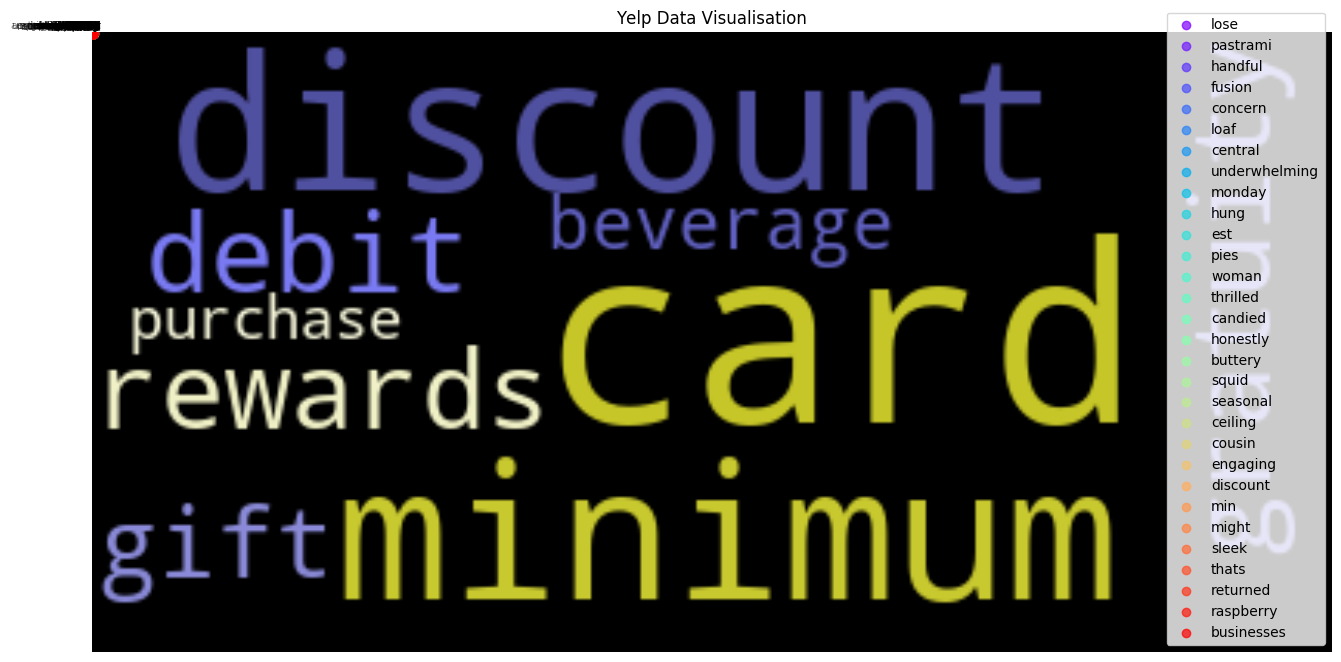 Yelp Data Visualisation
discount
debit
beverage
purchase
card
rewards
gift
minimum
gratuity
lose
pastrami
handful
fusion
concern
loaf
central
underwhelming
monday
hung
est
pies
woman
thrilled
candied
honestly
buttery
squid
seasonal
ceiling
cousin
engaging
discount
min
might
sleek
thats
returned
raspberry
businesses